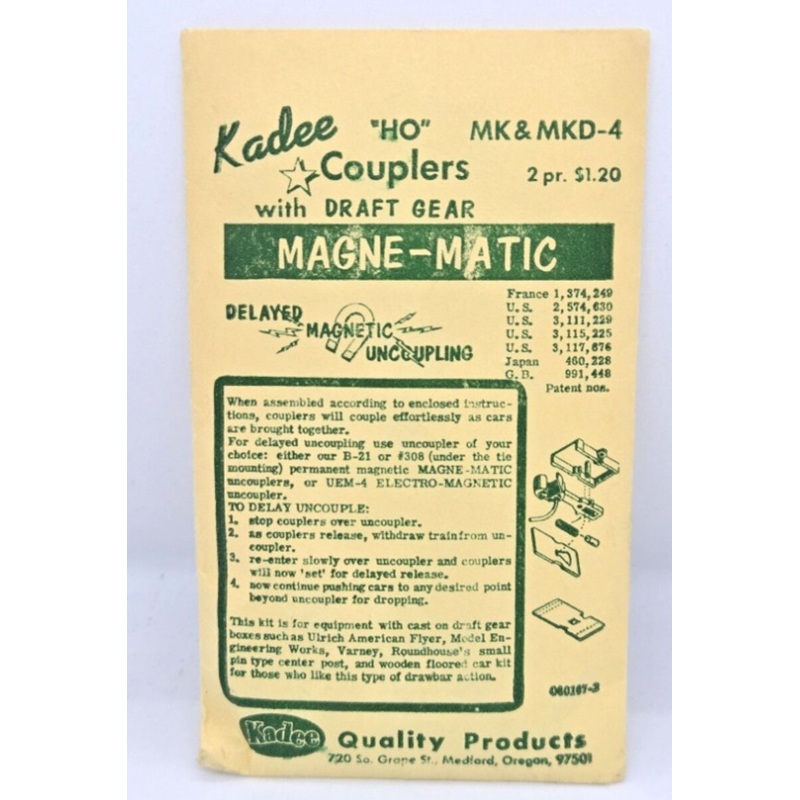 Kadee "HO" MK & MKD-4
Couplers 2 pr. $1.20
with DRAFT GEAR
MAGNE-MATIC
DELAYED
MAGNETIC
UNCOUPLING
France 1,374,249
U.S. 2,574,630
U.S. 3,111,229
U.S. 3,115,225
U.S. 3,117,676
Japan 460,228
G.B. 991,448
Patent nos.
When assembled according to enclosed instruc-
tions, couplers will couple effortlessly as cars
are brought together.
For delayed uncoupling use uncoupler of your
choice: either our B-21 or #308 (under the tie
mounting) permanent magnetic MAGNE-MATIC
uncouplers, or UEM-4 ELECTRO-MAGNETIC
uncoupler.
TO DELAY UNCOUPLE:
1. stop couplers over uncoupler.
2. as couplers release, withdraw train from un-
coupler.
3. re-enter slowly over uncoupler and couplers
will now 'set' for delayed release.
4. now continue pushing cars to any desired point
beyond uncoupler for dropping.
This kit is for equipment with cast on draft gear
boxes such as Ulrich American Flyer, Model En-
gineering Works, Varney, Roundhouse's small
pin type center post, and wooden floored car kit
for those who like this type of drawbar action.
060167-3
Kadee Quality Products
720 So. Grape St., Medford, Oregon, 97501